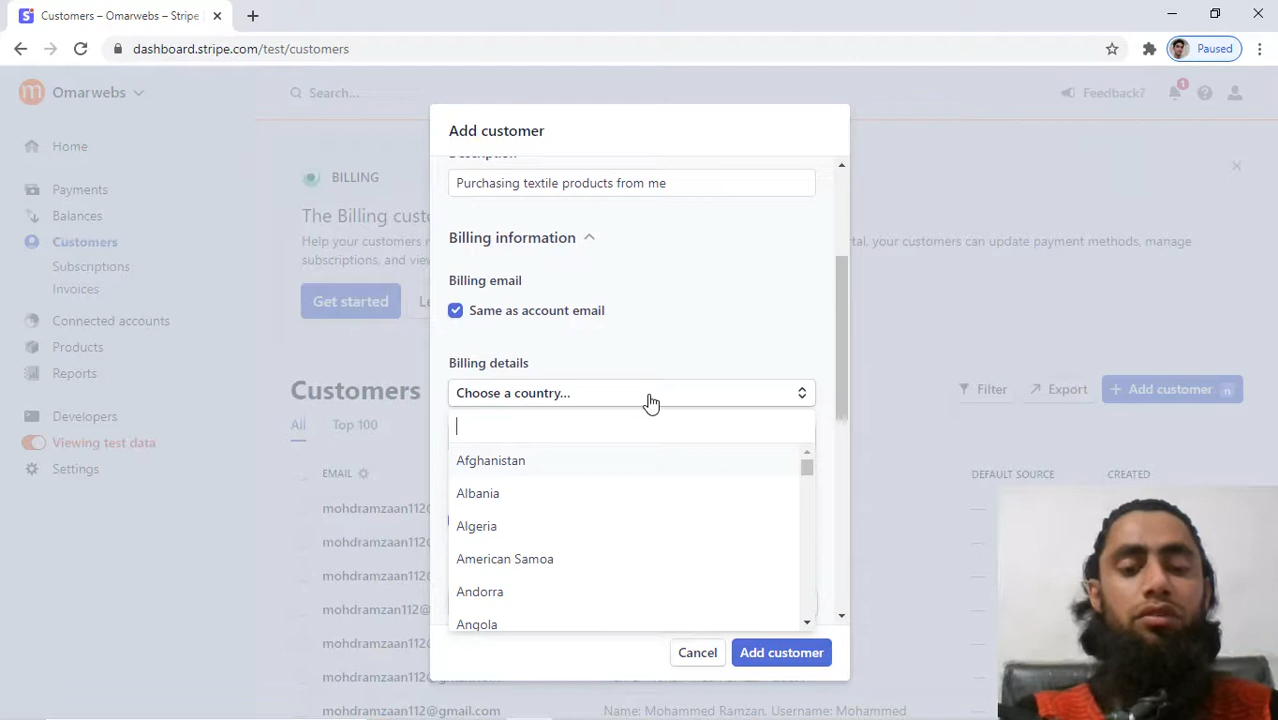 Customers – Omarwebs – Stripe
dashboard.stripe.com/test/customers
Paused
Omarwebs
Search...
Feedback?
1
Home
Payments
Balances
Customers
Subscriptions
Invoices
Connected accounts
Products
Reports
Developers
Viewing test data
Settings
BILLING
The Billing cust
Help your customers
subscriptions, and
al, your customers can update payment methods, manage
Get started
Customers
Filter
Export
Add customer n
All
Top 100
EMAIL
DEFAULT SOURCE
CREATED
mohdramzaan112@
mohdramzaan112@
mohdramzaan112@
mohdramzan112@
mohdramzaan112@
mohdramzaan112@gmail.com
Name: Mohammed Ramzan, Username: Mohammed
Add customer
Description
Purchasing textile products from me
Billing information
Billing email
Same as account email
Billing details
Choose a country...
Afghanistan
Albania
Algeria
American Samoa
Andorra
Angola
Cancel
Add customer